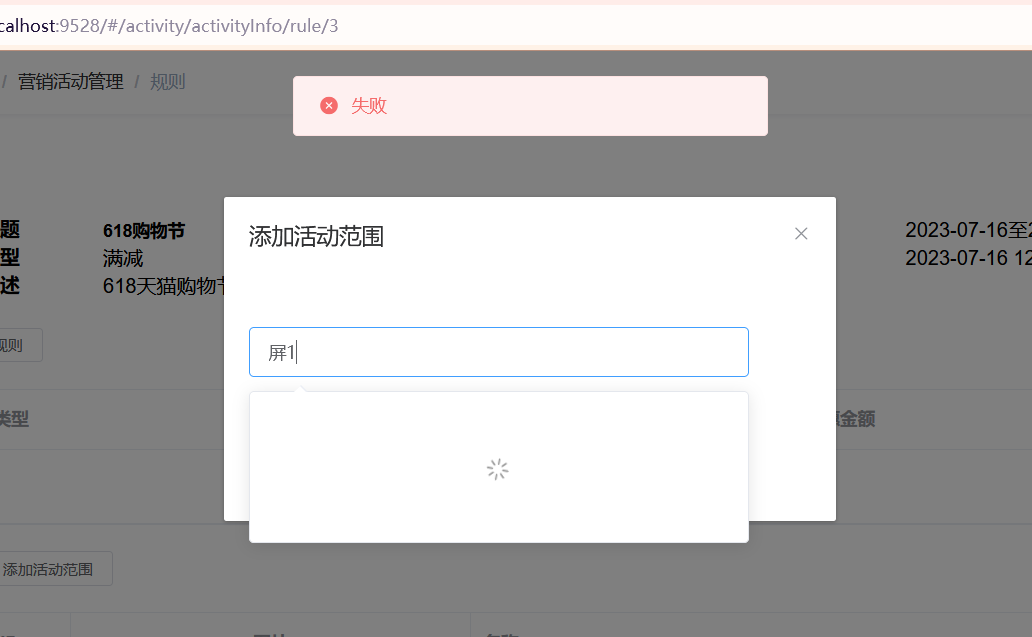 calhost:9528/#/activity/activityInfo/rule/3
/ 营销活动管理 / 规则
失败
题 618购物节 2023-07-16至
型 满减 2023-07-16 12
述 618天猫购物节
添加活动范围
屏1
规则
类型 金额
添加活动范围